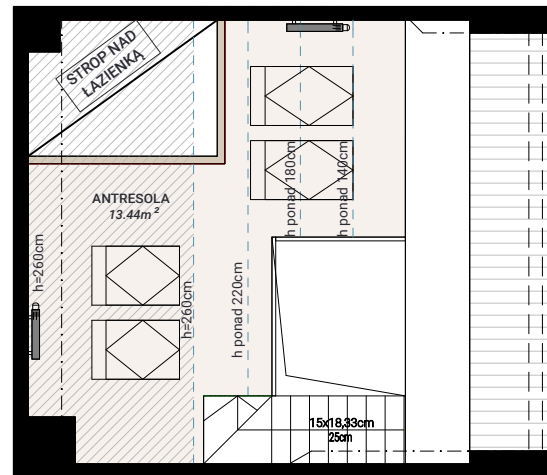 STROP NAD
ŁAZIENKĄ
ANTRESOLA
13.44m²
h ponad 180cm
h ponad 140cm
h=260cm
h=260cm
h ponad 220cm
15x18,33cm
25cm